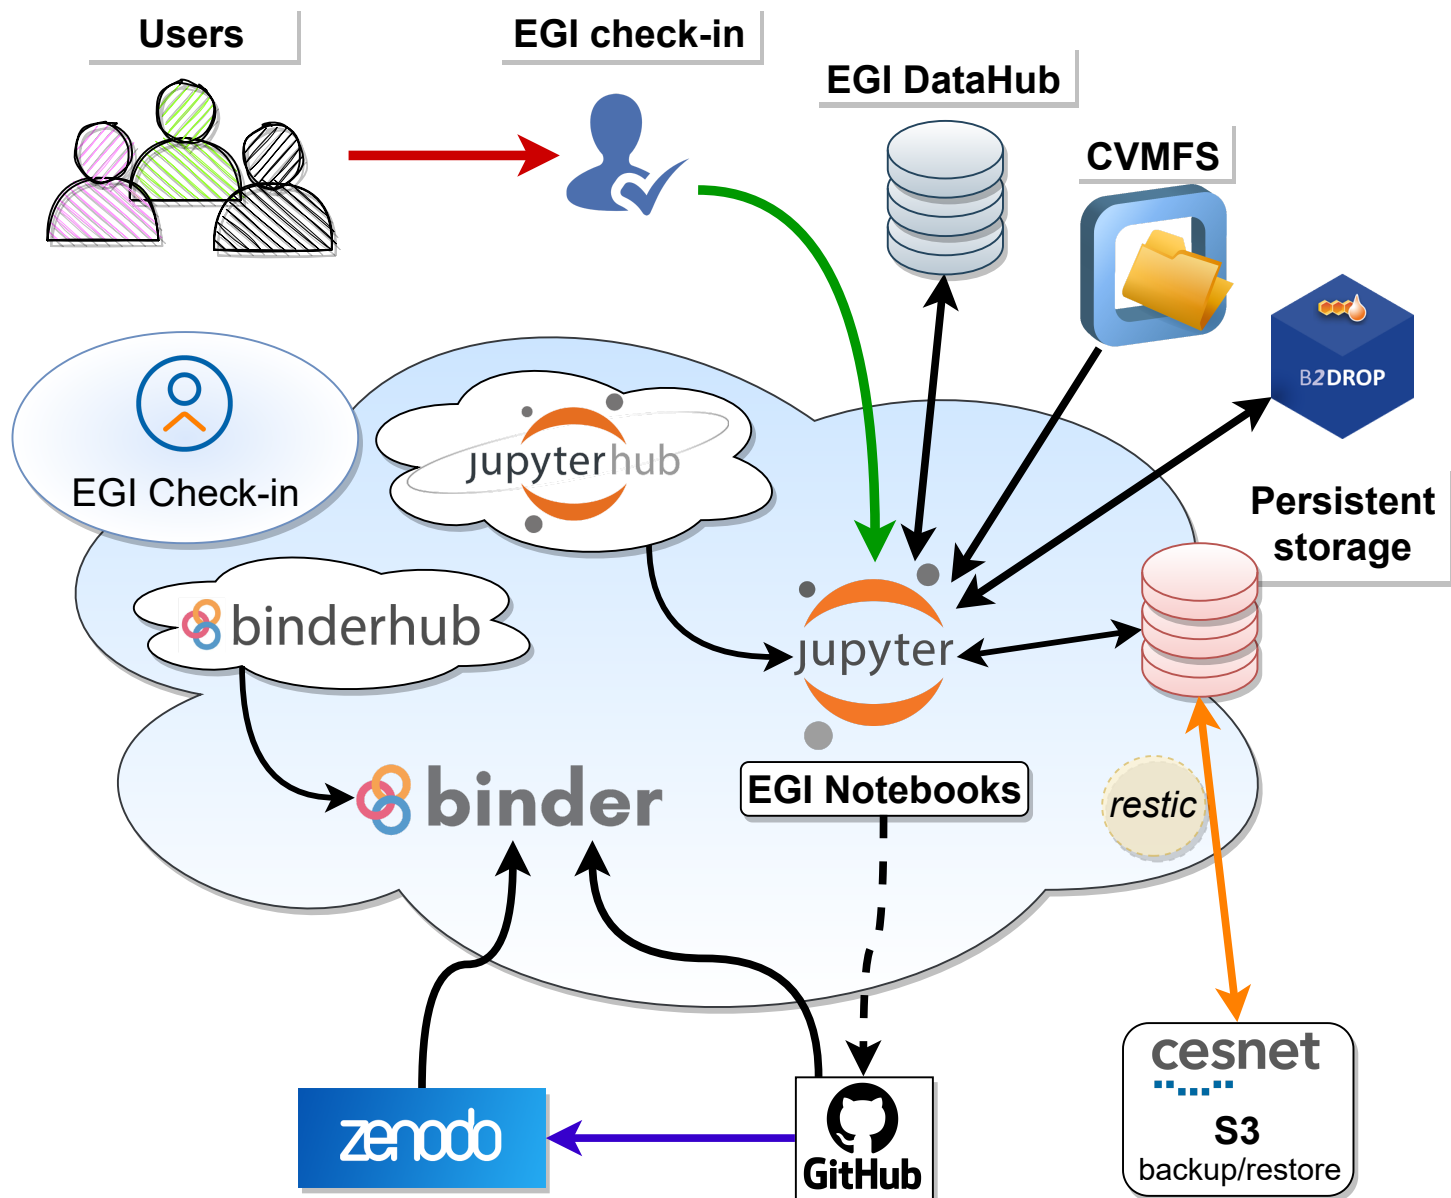 Users
EGI check-in
EGI DataHub
CVMFS
B2DROP
EGI Check-in
jupyterhub
Persistent
storage
binderhub
jupyter
EGI Notebooks
binder
restic
cesnet
S3
backup/restore
zenodo
GitHub